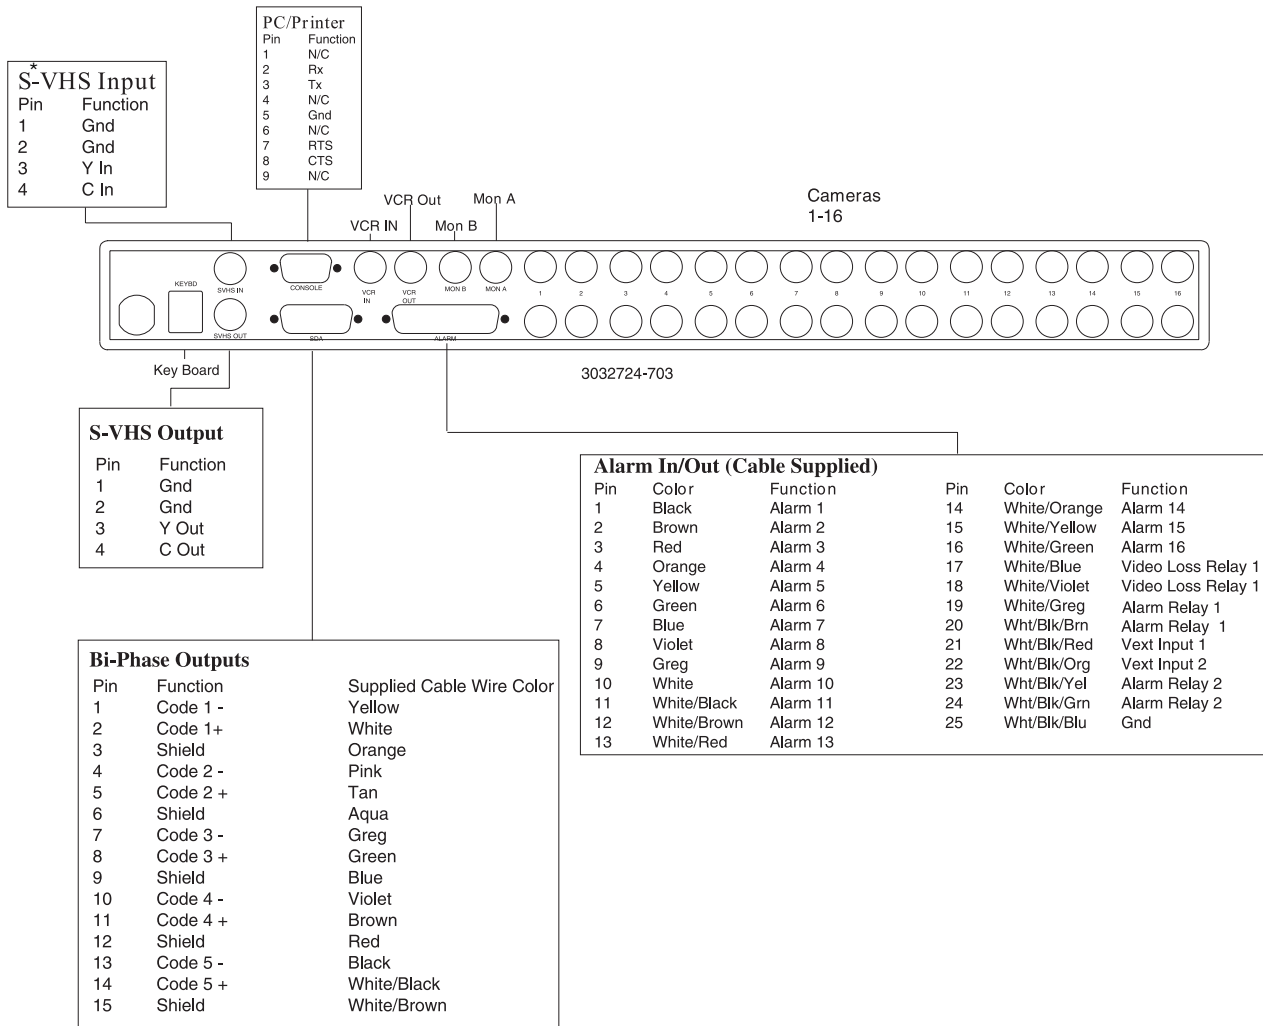 PC/Printer
Pin Function
1 N/C
2 Rx
3 Tx
4 N/C
5 Gnd
6 N/C
7 RTS
8 CTS
9 N/C
*
S-VHS Input
Pin Function
1 Gnd
2 Gnd
3 Y In
4 C In
VCR IN
VCR Out
Mon B
Mon A
Cameras
1-16
KEYBD
SVHS IN
SVHS OUT
CONSOLE
SDA
VCR
IN
VCR
OUT
MON B
MON A
ALARM
1 2 3 4 5 6 7 8 9 10 11 12 13 14 15 16
Key Board
3032724-703
S-VHS Output
Pin Function
1 Gnd
2 Gnd
3 Y Out
4 C Out
Alarm In/Out (Cable Supplied)
Pin Color Function Pin Color Function
1 Black Alarm 1 14 White/Orange Alarm 14
2 Brown Alarm 2 15 White/Yellow Alarm 15
3 Red Alarm 3 16 White/Green Alarm 16
4 Orange Alarm 4 17 White/Blue Video Loss Relay 1
5 Yellow Alarm 5 18 White/Violet Video Loss Relay 1
6 Green Alarm 6 19 White/Greg Alarm Relay 1
7 Blue Alarm 7 20 Wht/Blk/Brn Alarm Relay 1
8 Violet Alarm 8 21 Wht/Blk/Red Vext Input 1
9 Greg Alarm 9 22 Wht/Blk/Org Vext Input 2
10 White Alarm 10 23 Wht/Blk/Yel Alarm Relay 2
11 White/Black Alarm 11 24 Wht/Blk/Grn Alarm Relay 2
12 White/Brown Alarm 12 25 Wht/Blk/Blu Gnd
13 White/Red Alarm 13
Bi-Phase Outputs
Pin Function Supplied Cable Wire Color
1 Code 1 - Yellow
2 Code 1+ White
3 Shield Orange
4 Code 2 - Pink
5 Code 2 + Tan
6 Shield Aqua
7 Code 3 - Greg
8 Code 3 + Green
9 Shield Blue
10 Code 4 - Violet
11 Code 4 + Brown
12 Shield Red
13 Code 5 - Black
14 Code 5 + White/Black
15 Shield White/Brown